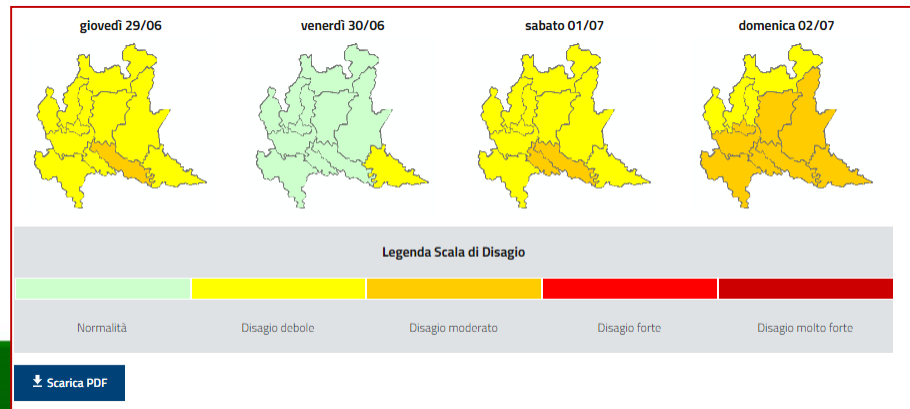 giovedì 29/06 venerdì 30/06 sabato 01/07 domenica 02/07
Legenda Scala di Disagio
Normalità Disagio debole Disagio moderato Disagio forte Disagio molto forte
Scarica PDF